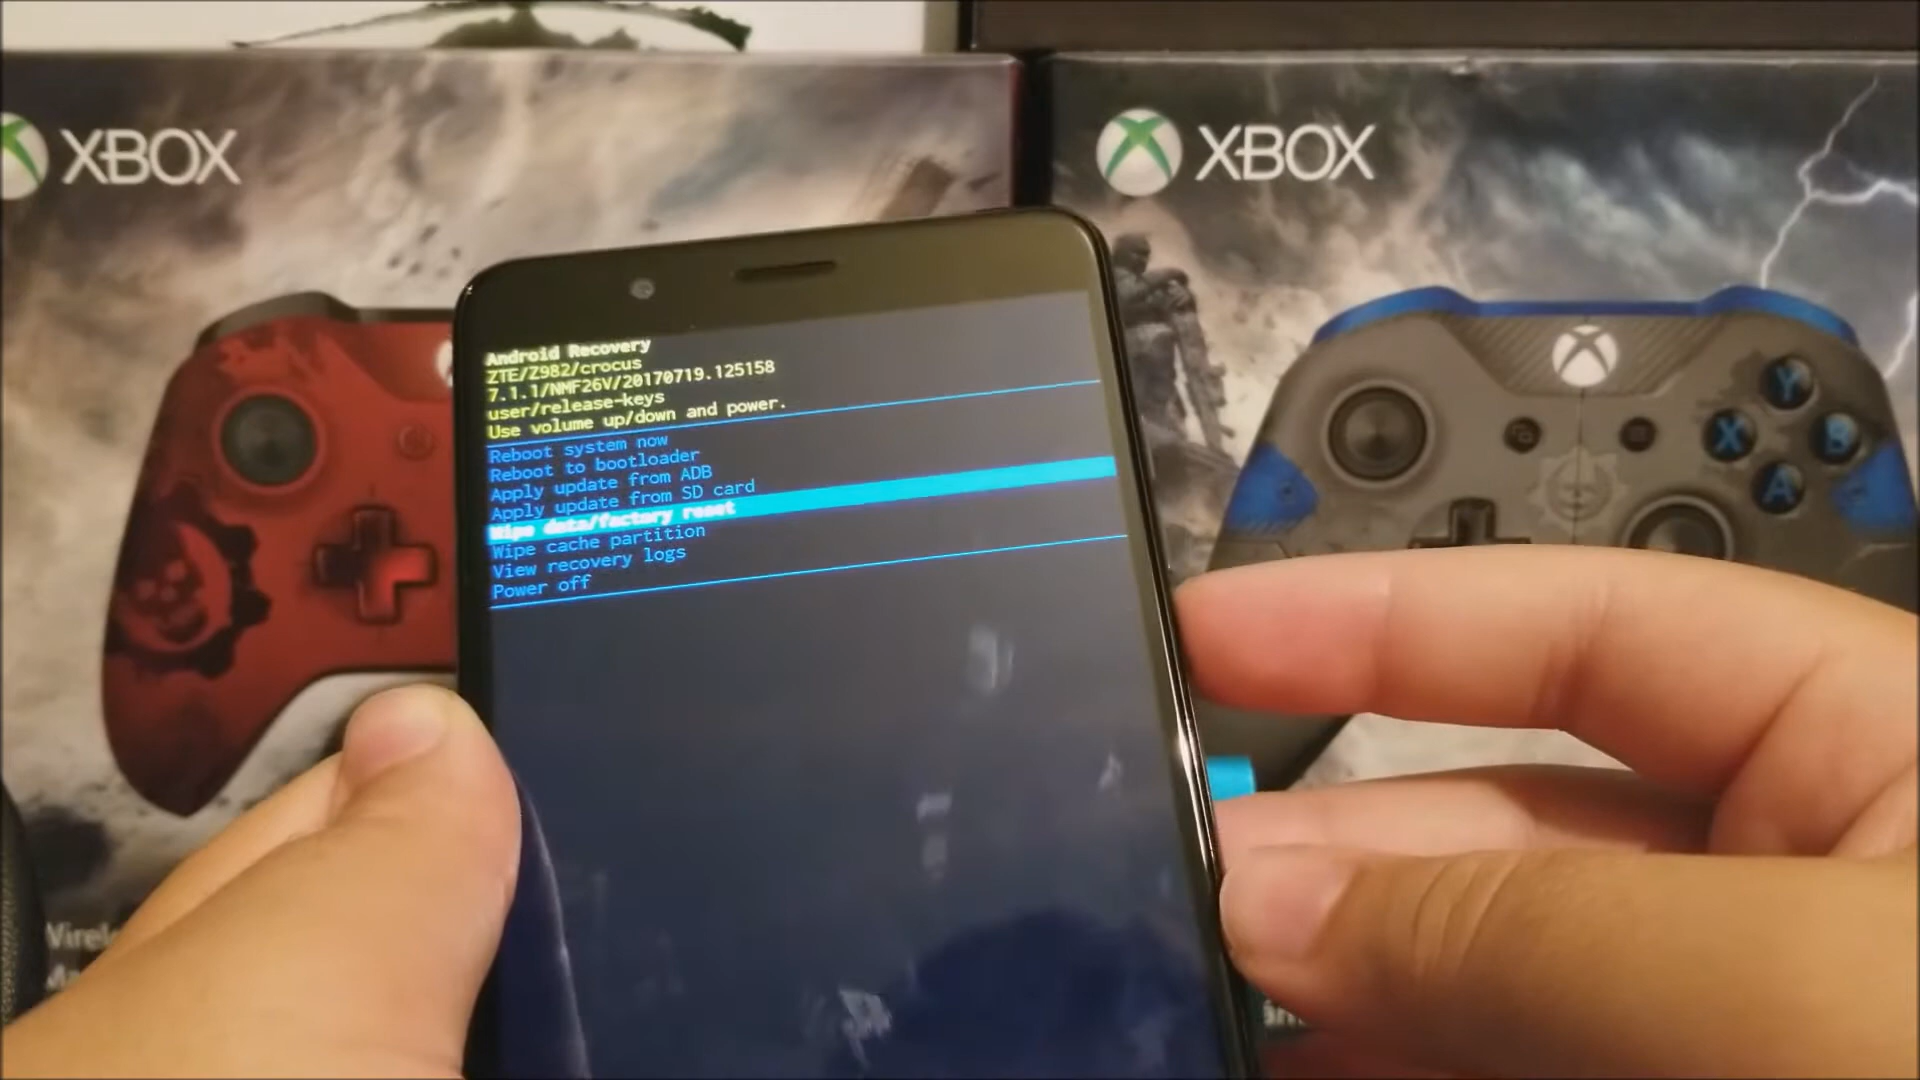 XBOX
XBOX
Android Recovery
ZTE/Z982/crocus
7.1.1/NMF26V/20170719.125158
user/release-keys
Use volume up/down and power.
Reboot system now
Reboot to bootloader
Apply update from ADB
Apply update from SD card
Wipe data/factory reset
Wipe cache partition
View recovery logs
Power off
Y
X
B
A